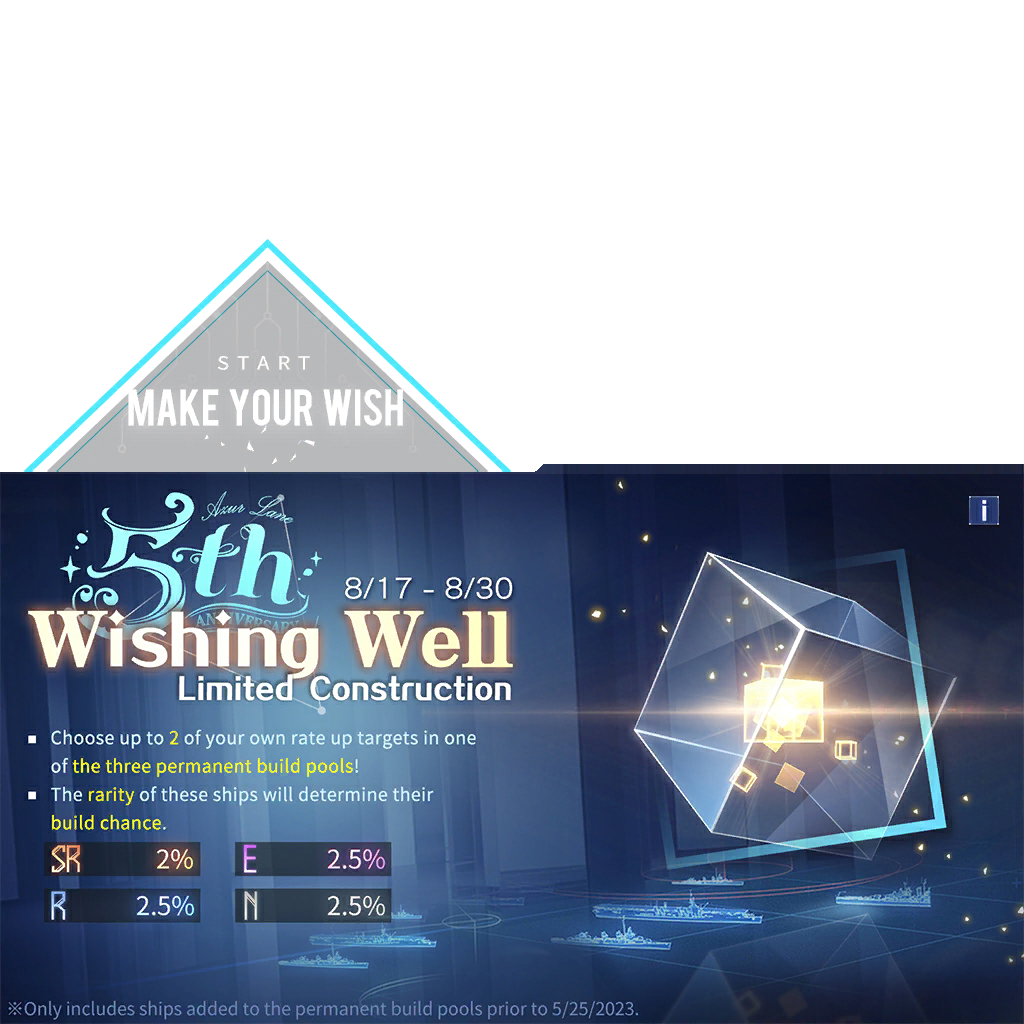 START
MAKE YOUR WISH
Azur Lane
5th
ANNIVERSARY
8/17 - 8/30
Wishing Well
Limited Construction
▪ Choose up to 2 of your own rate up targets in one
of the three permanent build pools!
▪ The rarity of these ships will determine their
build chance.
SR 2% E 2.5%
R 2.5% N 2.5%
i
※Only includes ships added to the permanent build pools prior to 5/25/2023.